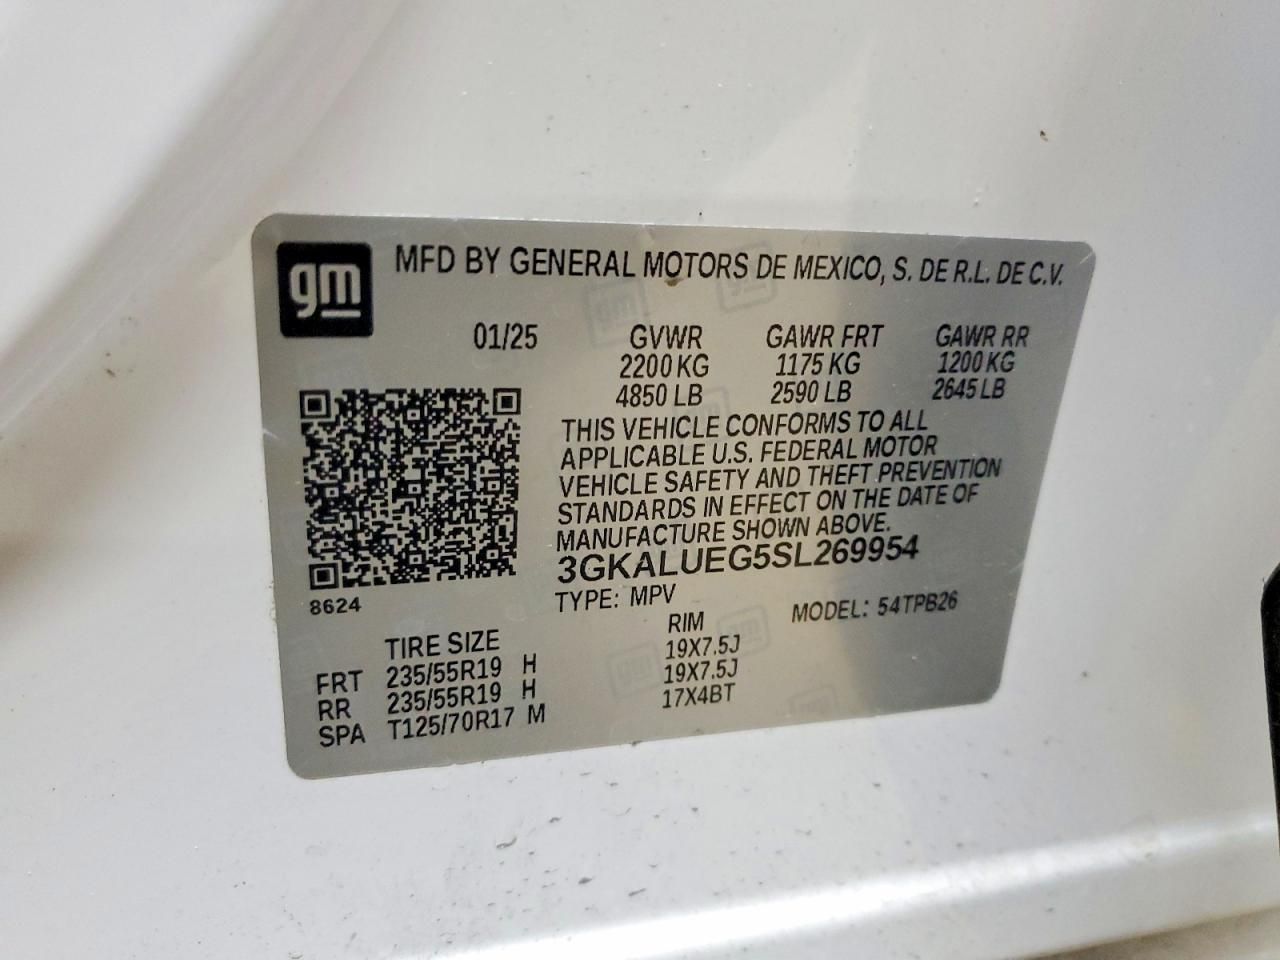 gm
MFD BY GENERAL MOTORS DE MEXICO, S. DE R.L. DE C.V.
01/25 GVWR GAWR FRT GAWR RR
2200 KG 1175 KG 1200 KG
4850 LB 2590 LB 2645 LB
THIS VEHICLE CONFORMS TO ALL
APPLICABLE U.S. FEDERAL MOTOR
VEHICLE SAFETY AND THEFT PREVENTION
STANDARDS IN EFFECT ON THE DATE OF
MANUFACTURE SHOWN ABOVE.
3GKALUEG5SL269954
8624
TYPE: MPV MODEL: 54TPB26
TIRE SIZE RIM
FRT 235/55R19 H 19X7.5J
RR 235/55R19 H 19X7.5J
SPA T125/70R17 M 17X4BT